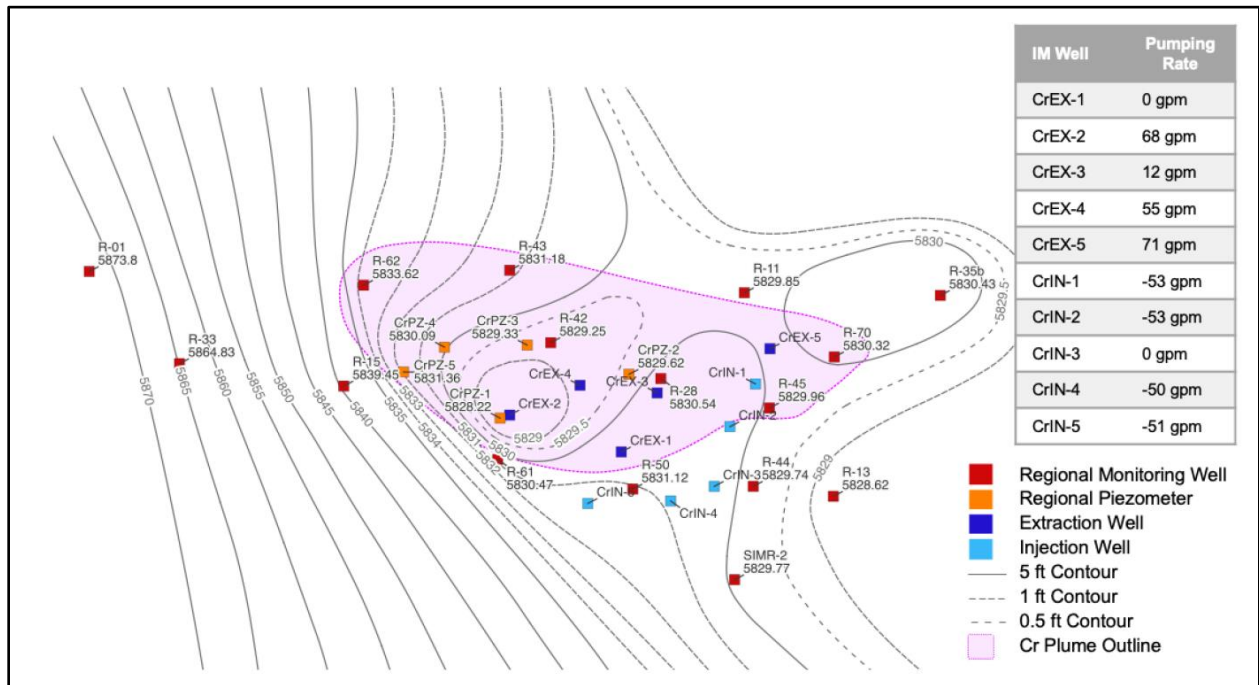 IM Well Pumping Rate
CrEX-1 0 gpm
CrEX-2 68 gpm
CrEX-3 12 gpm
CrEX-4 55 gpm
CrEX-5 71 gpm
CrIN-1 -53 gpm
CrIN-2 -53 gpm
CrIN-3 0 gpm
CrIN-4 -50 gpm
CrIN-5 -51 gpm
Regional Monitoring Well
Regional Piezometer
Extraction Well
Injection Well
5 ft Contour
1 ft Contour
0.5 ft Contour
Cr Plume Outline
R-01
5873.8
R-33
5864.83
R-62
5833.62
R-43
5831.18
R-11
5829.85
R-35b
5830.43
R-70
5830.32
CrPZ-4
5830.09
CrPZ-3
5829.33
R-42
5829.25
CrPZ-2
5829.62
CrEX-5
R-15
5839.45
CrPZ-5
5831.36
CrPZ-1
5828.22
CrEX-4
CrEX-3
CrEX-2
R-28
5830.54
CrIN-1
R-45
5829.96
CrIN-2
CrEX-1
R-61
5830.47
R-50
5831.12
CrIN-3
R-44
5829.74
R-13
5828.62
CrIN-4
SIMR-2
5829.77
5870
5865
5860
5855
5850
5845
5840
5835
5834
5833
5832
5831
5830
5829.5
5829
5830
5829.5
5829